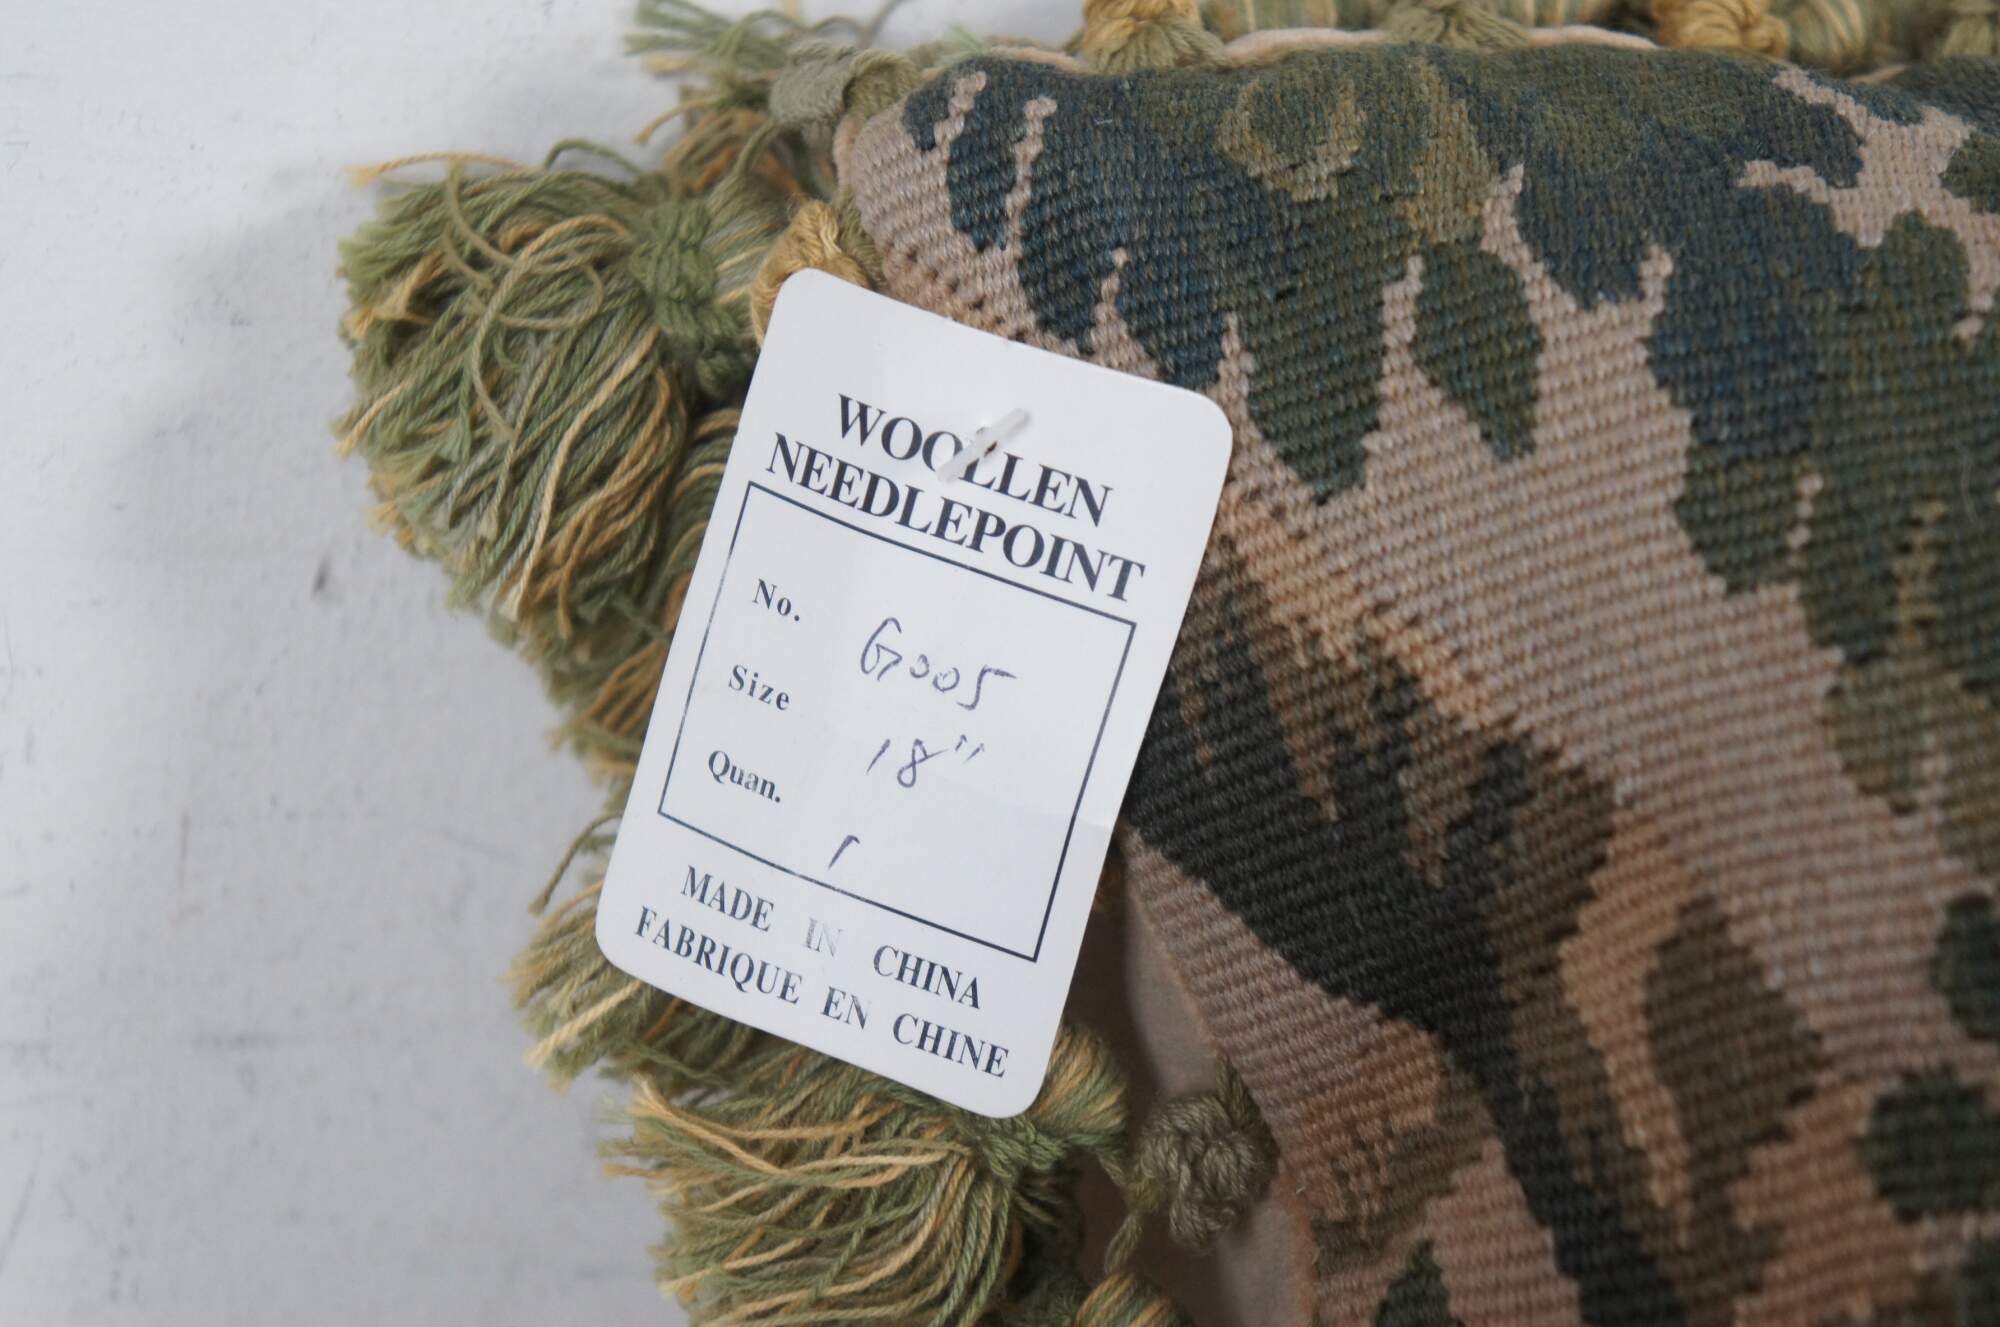 WOOLLEN
NEEDLEPOINT
No. G005
Size 18"
Quan. 1
MADE IN CHINA
FABRIQUE EN CHINE